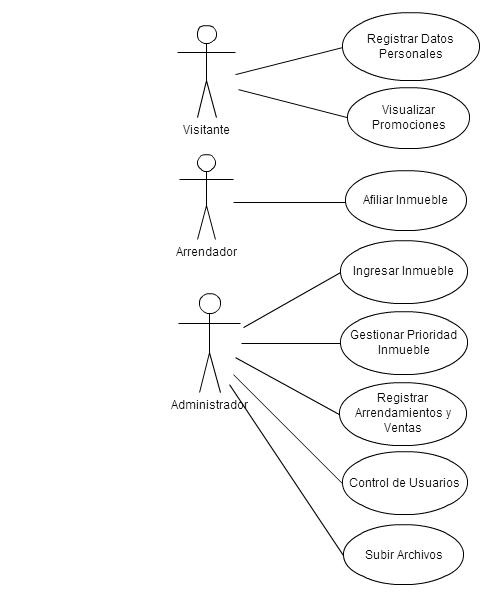 Registrar Datos
Personales
Visitante
Visualizar
Promociones
Arrendador
Afiliar Inmueble
Administrador
Ingresar Inmueble
Gestionar Prioridad
Inmueble
Registrar
Arrendamientos y
Ventas
Control de Usuarios
Subir Archivos